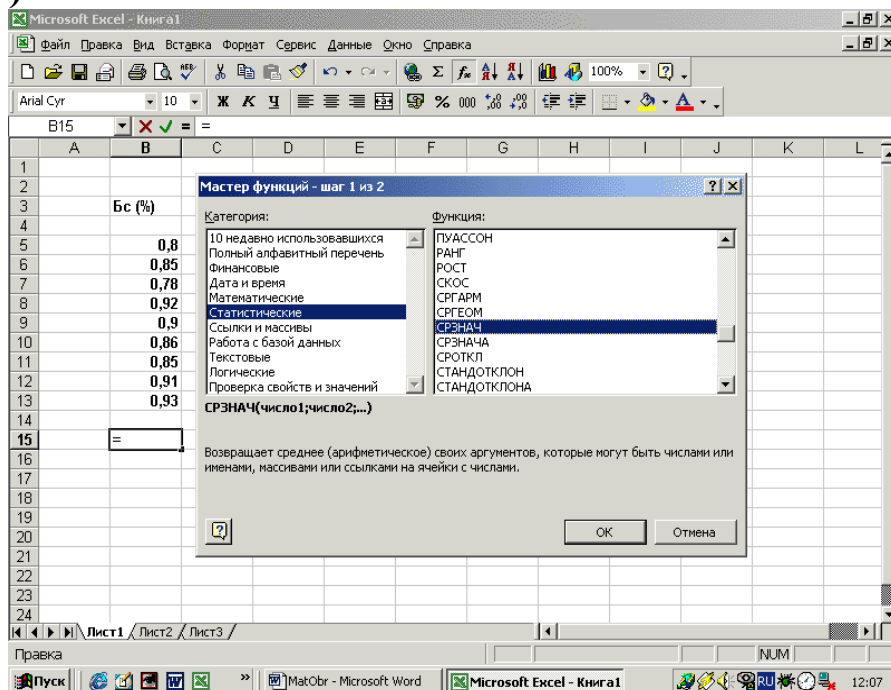 )
Microsoft Excel - Книга1
Файл Правка Вид Вставка Формат Сервис Данные Окно Справка
100%
Arial Cyr 10 Ж К Ч % 000
B15 = =
A B C D E F G H I J K L
1
2
3 Бс (%)
4
5 0,8
6 0,85
7 0,78
8 0,92
9 0,9
10 0,86
11 0,85
12 0,91
13 0,93
14
15 =
16
17
18
19
20
21
22
23
24
Мастер функций - шаг 1 из 2
Категория: Функция:
10 недавно использовавшихся
Полный алфавитный перечень
Финансовые
Дата и время
Математические
Статистические
Ссылки и массивы
Работа с базой данных
Текстовые
Логические
Проверка свойств и значений
ПУАССОН
РАНГ
РОСТ
СКОС
СРГАРМ
СРГЕОМ
СРЗНАЧ
СРЗНАЧА
СРОТКЛ
СТАНДОТКЛОН
СТАНДОТКЛОНА
СРЗНАЧ(число1;число2;...)
Возвращает среднее (арифметическое) своих аргументов, которые могут быть числами или
именами, массивами или ссылками на ячейки с числами.
ОК Отмена
Лист1 Лист2 Лист3
Правка NUM
Пуск » MatObr - Microsoft Word Microsoft Excel - Книга1 RU 12:07